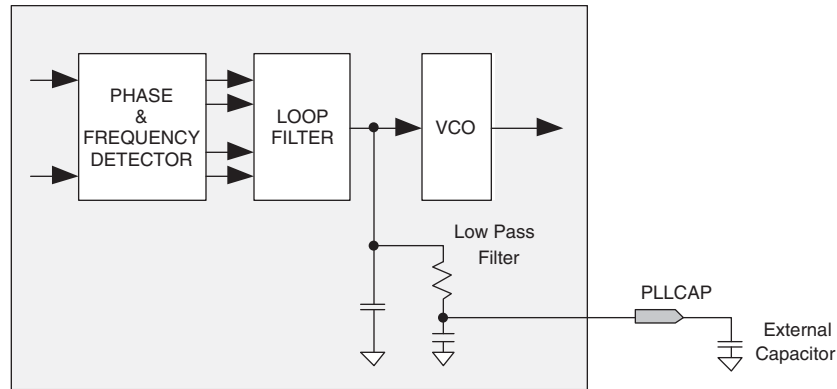 PHASE
&
FREQUENCY
DETECTOR
LOOP
FILTER
VCO
Low Pass
Filter
PLLCAP
External
Capacitor